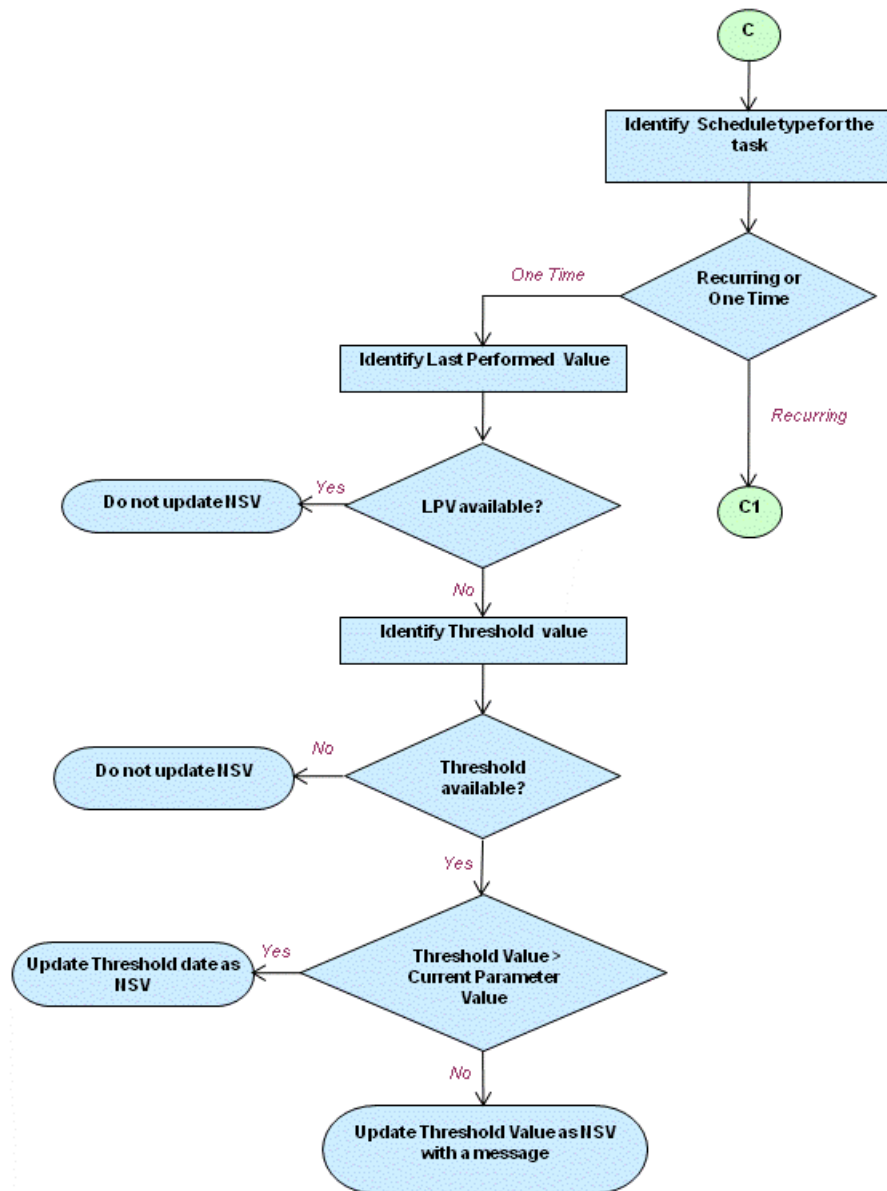 C
Identify Schedule type for the
task
Recurring or
One Time
One Time
Recurring
Identify Last Performed Value
C1
LPV available?
Yes
Do not update NSV
No
Identify Threshold value
Threshold
available?
No
Do not update NSV
Yes
Threshold Value >
Current Parameter
Value
Yes
Update Threshold date as
NSV
No
Update Threshold Value as NSV
with a message